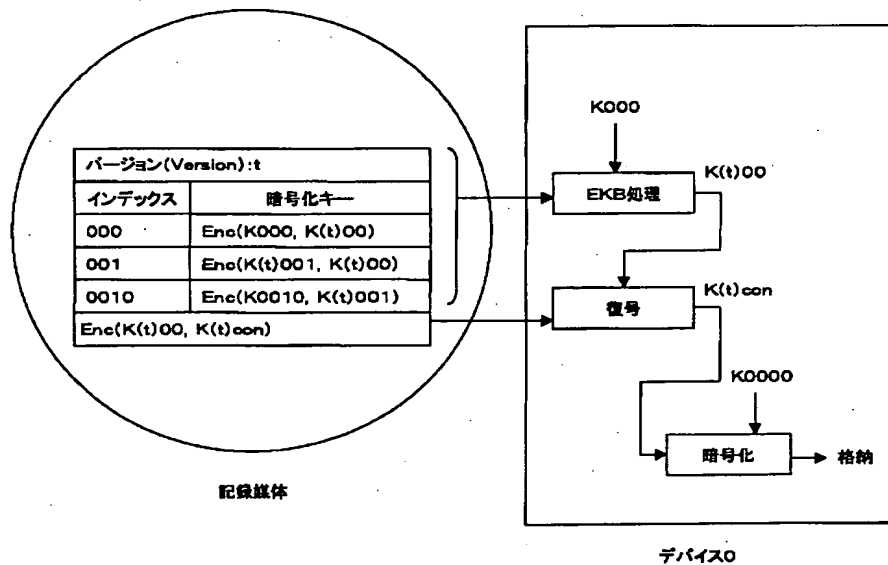 バージョン(Version):t
インデックス 暗号化キー
000 Enc(K000, K(t)00)
001 Enc(K(t)001, K(t)00)
0010 Enc(K0010, K(t)001)
Enc(K(t)00, K(t)con)
記録媒体
K000
EKB処理
K(t)00
復号
K(t)con
K0000
暗号化
格納
デバイス0